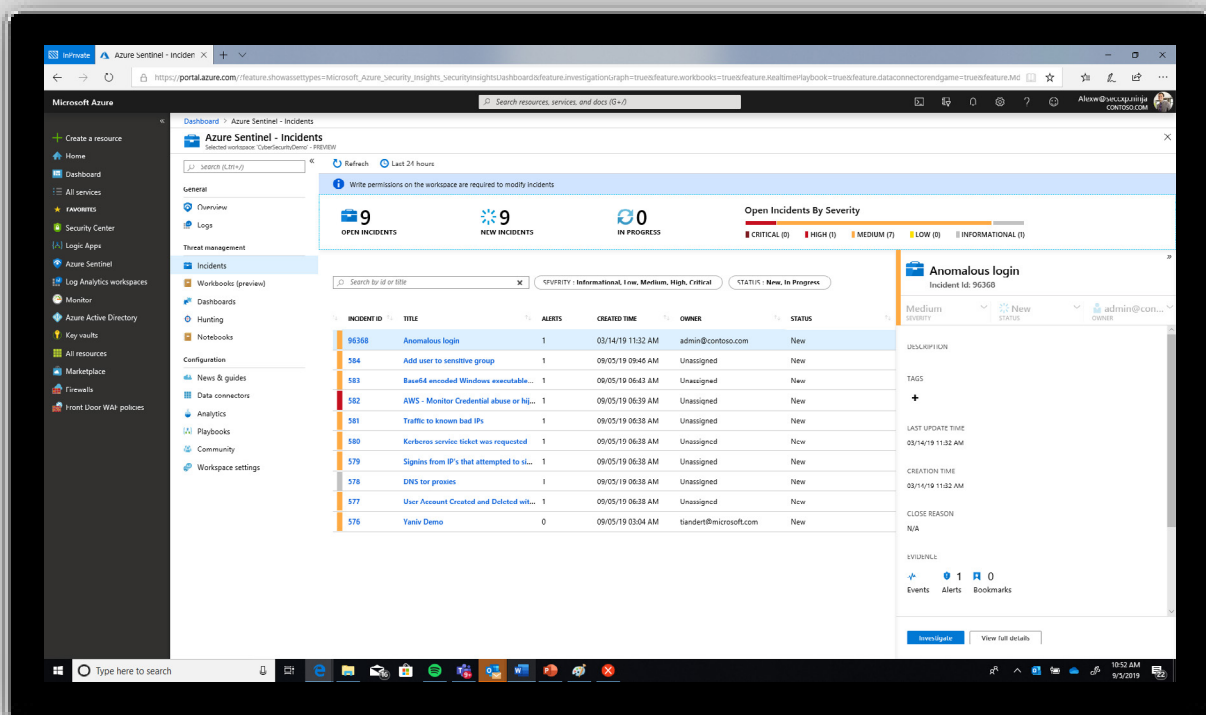 InPrivate
Azure Sentinel - Inciden
https://portal.azure.com/?feature.showassettypes=Microsoft_Azure_Security_Insights_SecurityInsightsDashboard&feature.investigationGraph=true&feature.workbooks=true&feature.RealtimePlaybook=true&feature.dataconnectorendgame=true&feature.Md
Microsoft Azure
Search resources, services, and docs (G+/)
Alexw@seccxp.ninja
CONTOSO.COM
Create a resource
Home
Dashboard
All services
FAVORITES
Security Center
Logic Apps
Azure Sentinel
Log Analytics workspaces
Monitor
Azure Active Directory
Key vaults
All resources
Marketplace
Firewalls
Front Door WAF policies
Dashboard > Azure Sentinel - Incidents
Azure Sentinel - Incidents
Selected workspace: 'CyberSecurityDemo' - PREVIEW
Search (Ctrl+/)
General
Overview
Logs
Threat management
Incidents
Workbooks (preview)
Dashboards
Hunting
Notebooks
Configuration
News & guides
Data connectors
Analytics
Playbooks
Community
Workspace settings
Refresh Last 24 hours
Write permissions on the workspace are required to modify incidents
9 9 0
OPEN INCIDENTS NEW INCIDENTS IN PROGRESS
Open Incidents By Severity
CRITICAL (0) HIGH (1) MEDIUM (7) LOW (0) INFORMATIONAL (1)
Search by id or title
SEVERITY : Informational, Low, Medium, High, Critical
STATUS : New, In Progress
INCIDENT ID TITLE ALERTS CREATED TIME OWNER STATUS
96368 Anomalous login 1 03/14/19 11:32 AM admin@contoso.com New
584 Add user to sensitive group 1 09/05/19 09:46 AM Unassigned New
583 Base64 encoded Windows executable... 1 09/05/19 06:43 AM Unassigned New
582 AWS - Monitor Credential abuse or hij... 1 09/05/19 06:39 AM Unassigned New
581 Traffic to known bad IPs 1 09/05/19 06:38 AM Unassigned New
580 Kerberos service ticket was requested 1 09/05/19 06:38 AM Unassigned New
579 Signins from IP's that attempted to si... 1 09/05/19 06:38 AM Unassigned New
578 DNS tor proxies 1 09/05/19 06:38 AM Unassigned New
577 User Account Created and Deleted wit... 1 09/05/19 06:38 AM Unassigned New
576 Yaniv Demo 0 09/05/19 03:04 AM tiandert@microsoft.com New
Anomalous login
Incident Id: 96368
Medium New admin@con...
SEVERITY STATUS OWNER
DESCRIPTION
TAGS
LAST UPDATE TIME
03/14/19 11:32 AM
CREATION TIME
03/14/19 11:32 AM
CLOSE REASON
N/A
EVIDENCE
1 0
Events Alerts Bookmarks
Investigate View full details
Type here to search
10:52 AM
9/5/2019